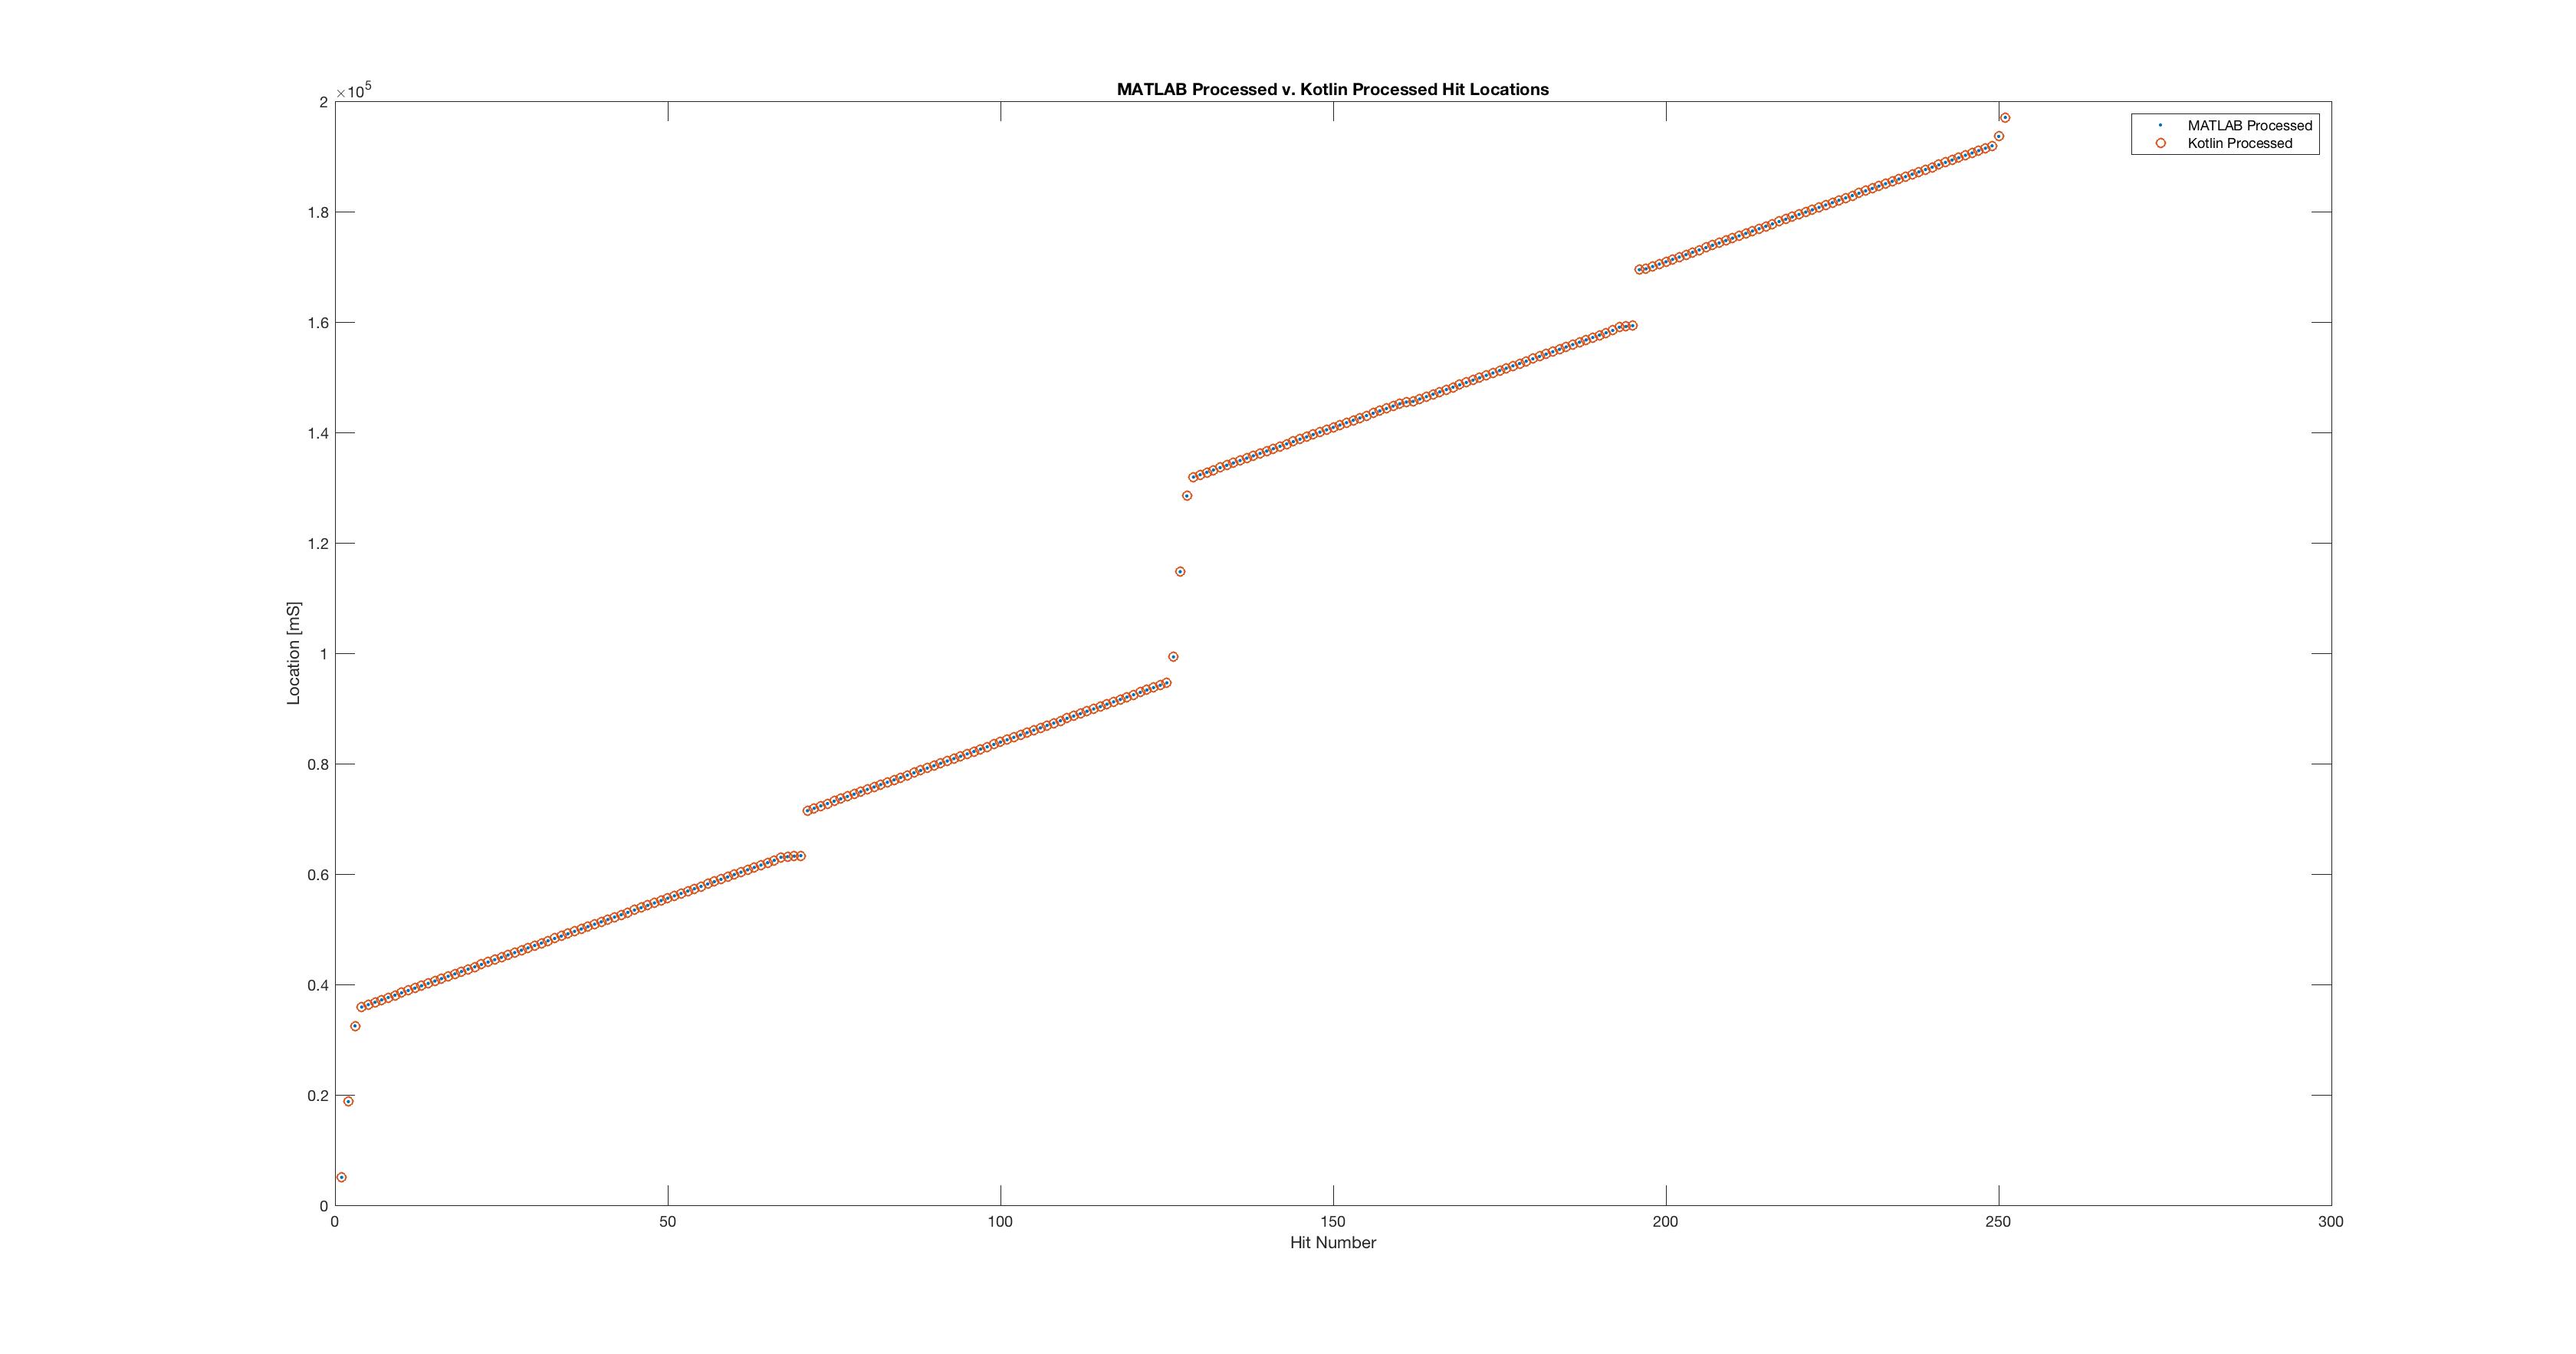 MATLAB Processed v. Kotlin Processed Hit Locations
×10^5
MATLAB Processed
Kotlin Processed
2
1.8
1.6
1.4
1.2
1
0.8
0.6
0.4
0.2
0
Location [mS]
0 50 100 150 200 250 300
Hit Number